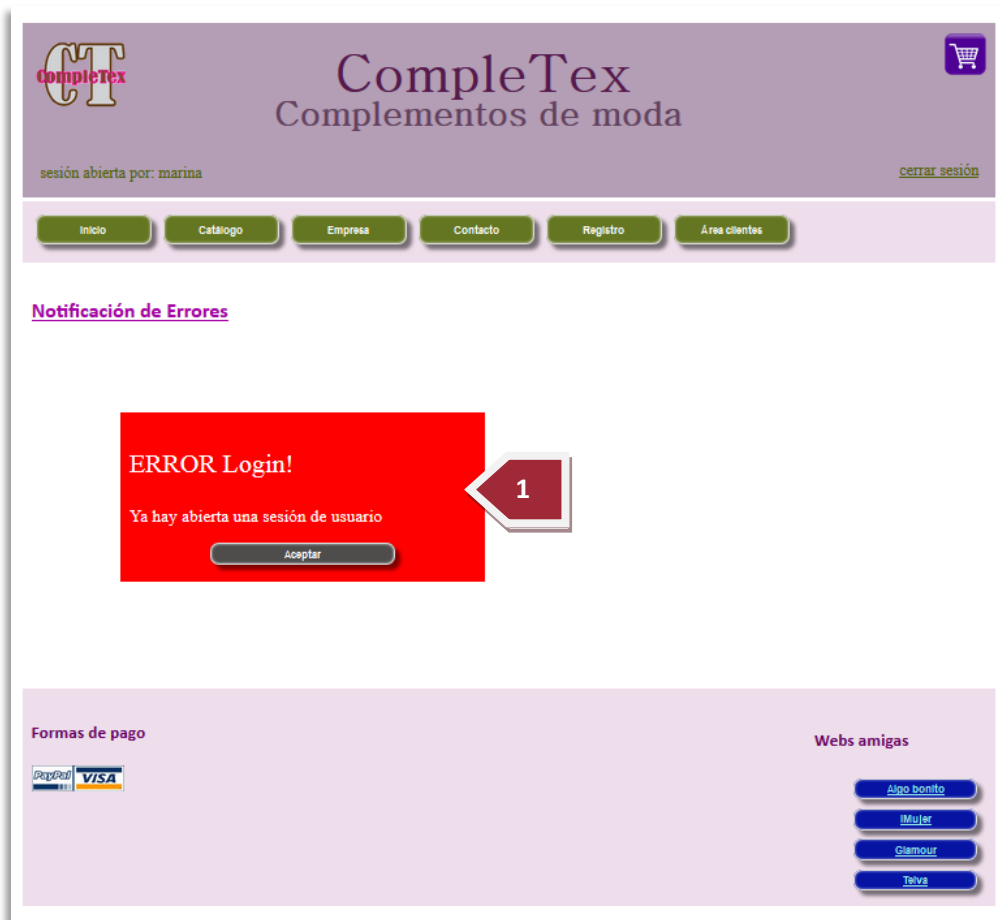 CT
CompleTex
CompleTex
Complementos de moda
sesión abierta por: marina
cerrar sesión
Inicio Catálogo Empresa Contacto Registro Área clientes
Notificación de Errores
ERROR Login!
1
Ya hay abierta una sesión de usuario
Aceptar
Formas de pago
Webs amigas
PayPal VISA
Algo bonito
IMujer
Glamour
Telva